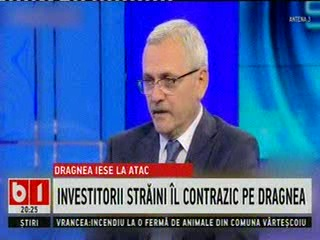 ANTENA 3
DRAGNEA IESE LA ATAC
B1
INVESTITORII STRĂINI ÎL CONTRAZIC PE DRAGNEA
20:25
ȘTIRI
VRANCEA:INCENDIU LA O FERMĂ DE ANIMALE DIN COMUNA VÂRTEȘCOIU